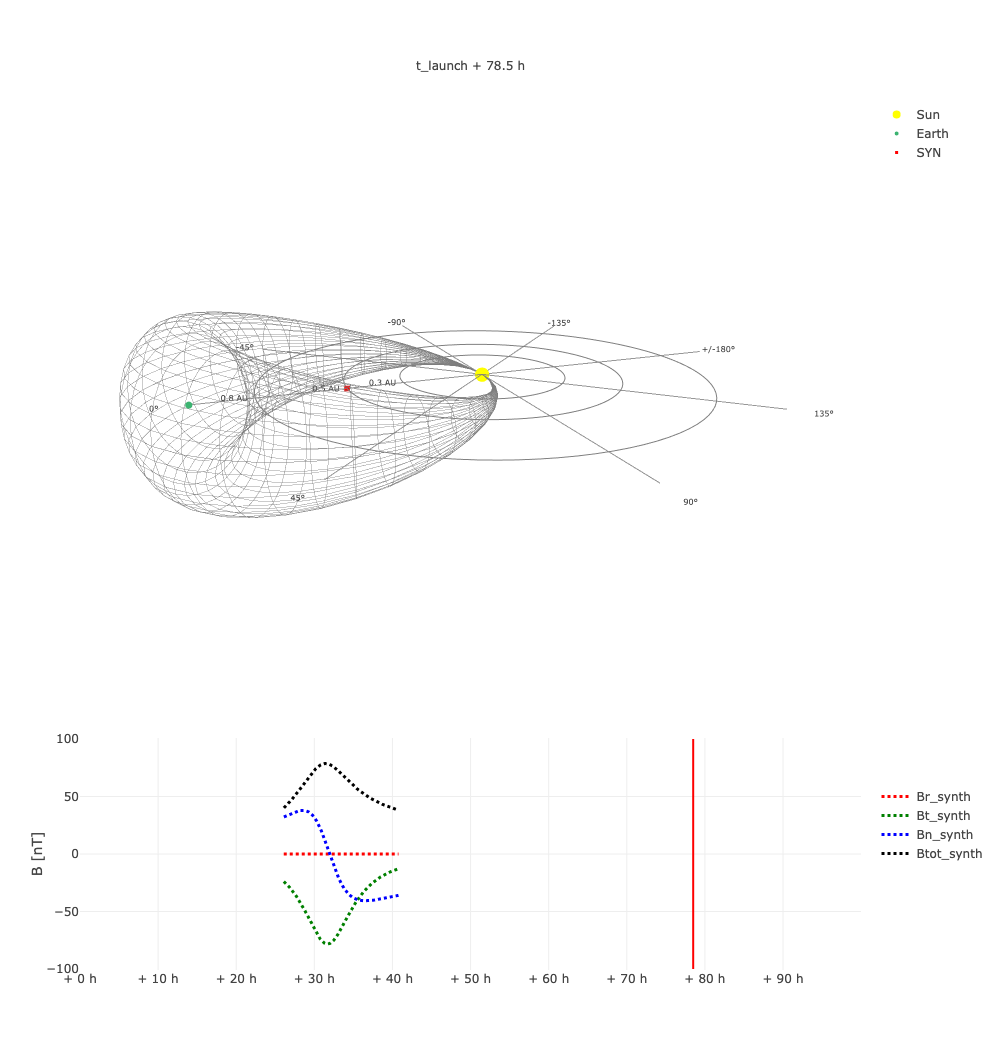 t_launch + 78.5 h
Sun
Earth
SYN
-90°
-135°
-45°
+/-180°
0.3 AU
0.5 AU
0.8 AU
0°
135°
45°
90°
B [nT]
100
50
0
−50
−100
+ 0 h
+ 10 h
+ 20 h
+ 30 h
+ 40 h
+ 50 h
+ 60 h
+ 70 h
+ 80 h
+ 90 h
Br_synth
Bt_synth
Bn_synth
Btot_synth